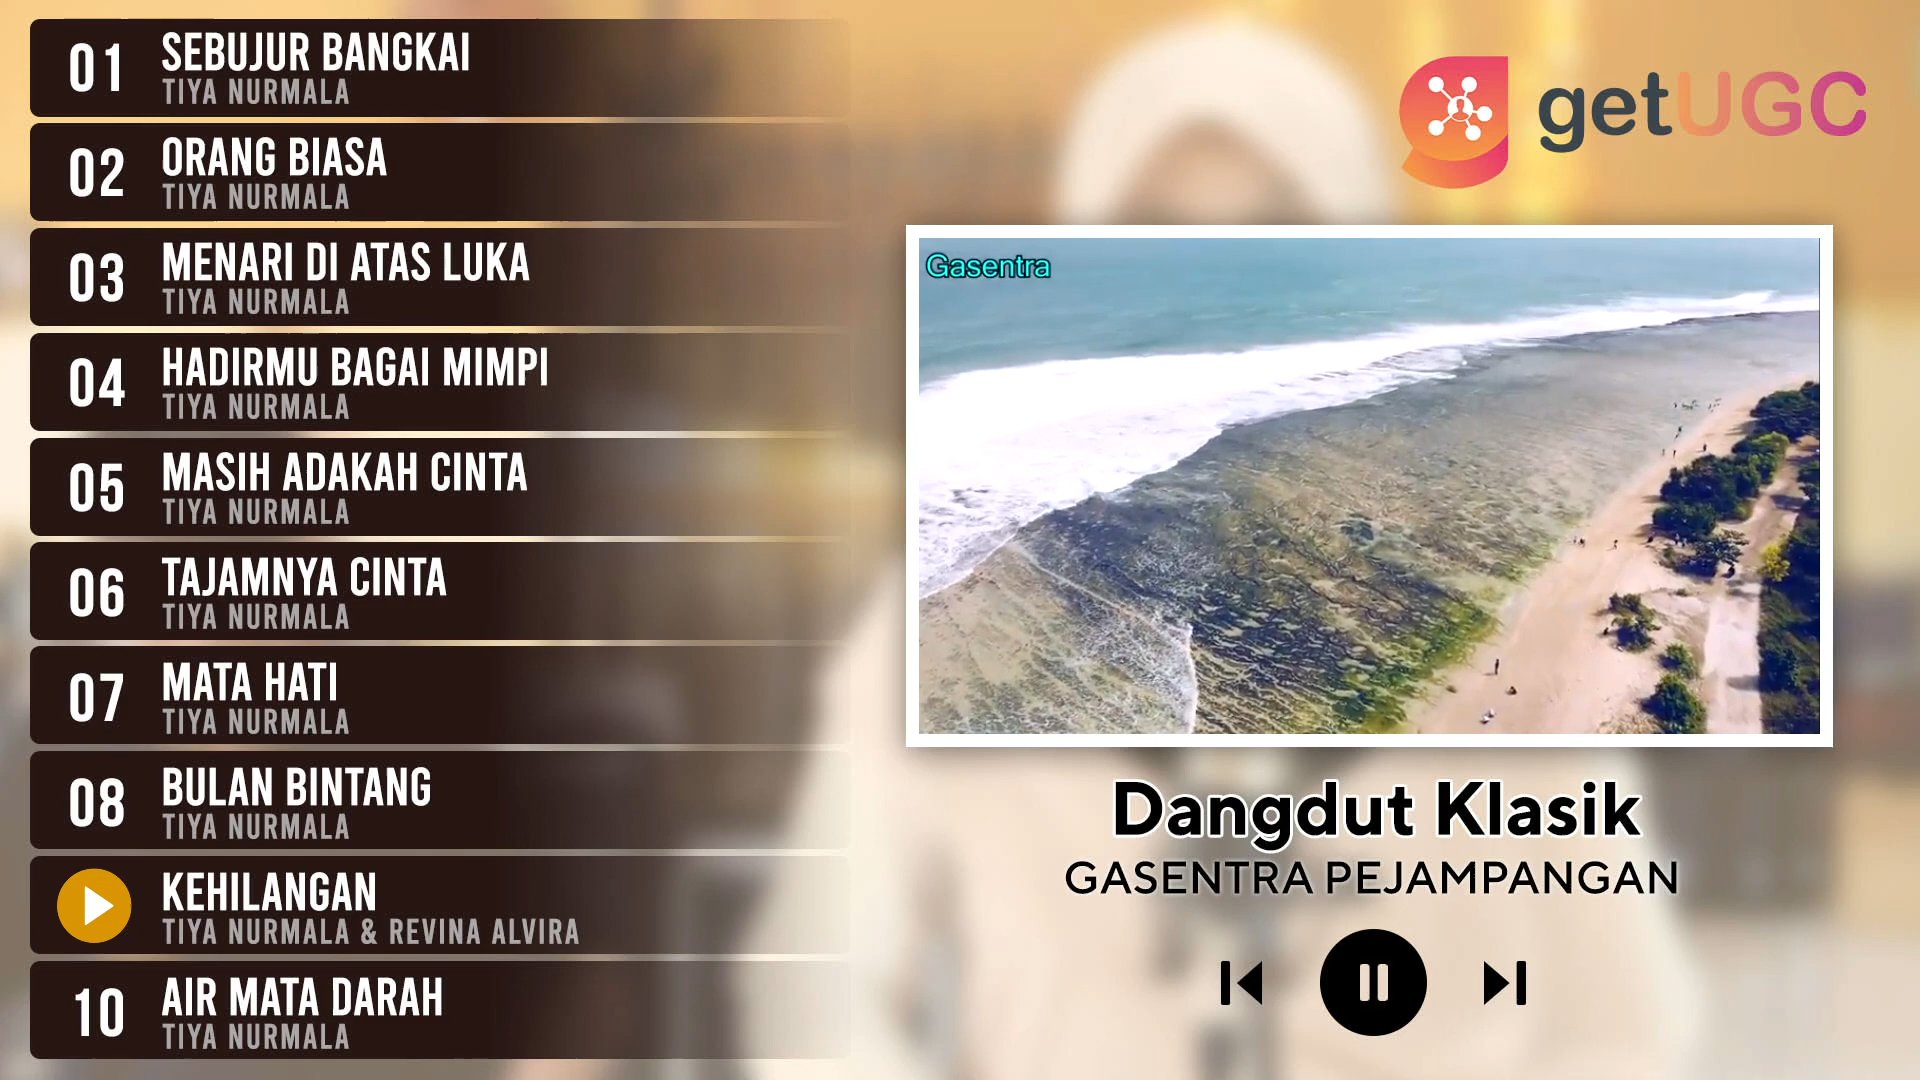 01
SEBUJUR BANGKAI
TIYA NURMALA
02
ORANG BIASA
TIYA NURMALA
03
MENARI DI ATAS LUKA
TIYA NURMALA
04
HADIRMU BAGAI MIMPI
TIYA NURMALA
05
MASIH ADAKAH CINTA
TIYA NURMALA
06
TAJAMNYA CINTA
TIYA NURMALA
07
MATA HATI
TIYA NURMALA
08
BULAN BINTANG
TIYA NURMALA
KEHILANGAN
TIYA NURMALA & REVINA ALVIRA
10
AIR MATA DARAH
TIYA NURMALA
getUGC
Gasentra
Dangdut Klasik
GASENTRA PEJAMPANGAN